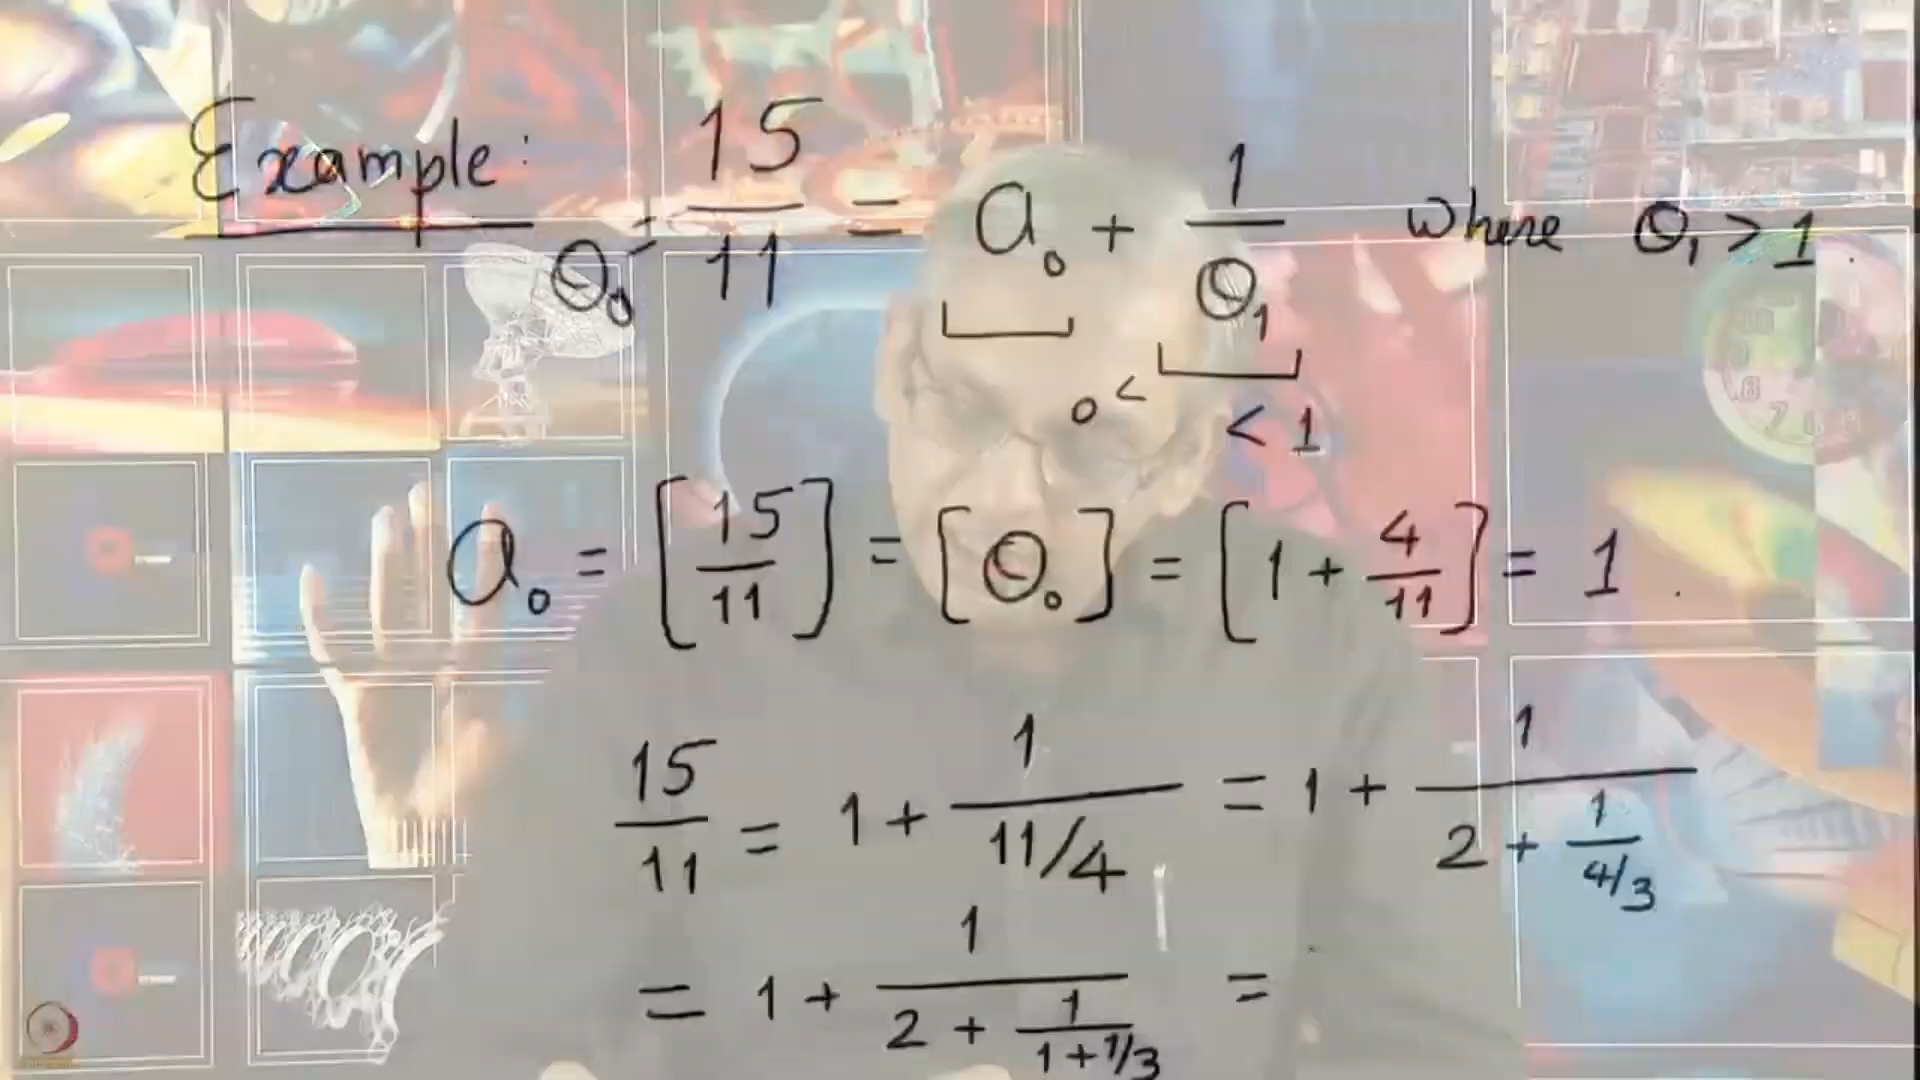 Example: θ₀ = 15/11 = a₀ + 1/θ₁ where θ₁ > 1.
0 < < 1
a₀ = [15/11] = [θ₀] = [1 + 4/11] = 1.
15/11 = 1 + 1/(11/4) = 1 + 1/(2 + 1/(4/3))
= 1 + 1/(2 + 1/(1 + 1/3)) =